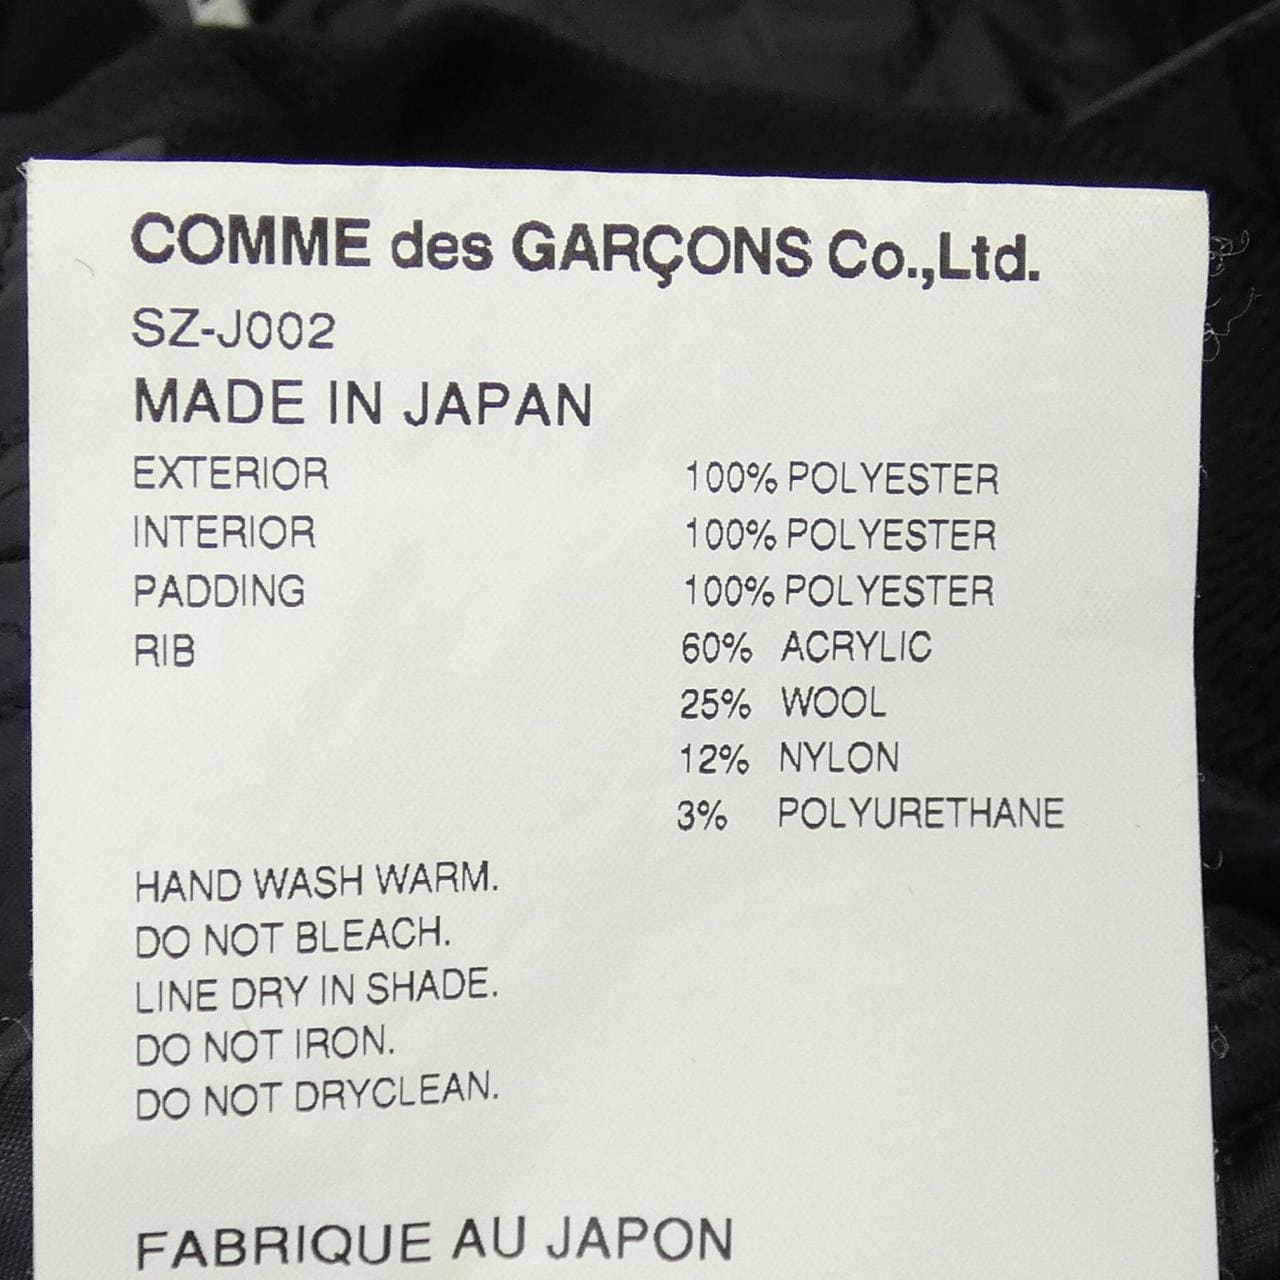 COMME des GARÇONS Co.,Ltd.
SZ-J002
MADE IN JAPAN
EXTERIOR 100% POLYESTER
INTERIOR 100% POLYESTER
PADDING 100% POLYESTER
RIB 60% ACRYLIC
25% WOOL
12% NYLON
3% POLYURETHANE
HAND WASH WARM.
DO NOT BLEACH.
LINE DRY IN SHADE.
DO NOT IRON.
DO NOT DRYCLEAN.
FABRIQUE AU JAPON